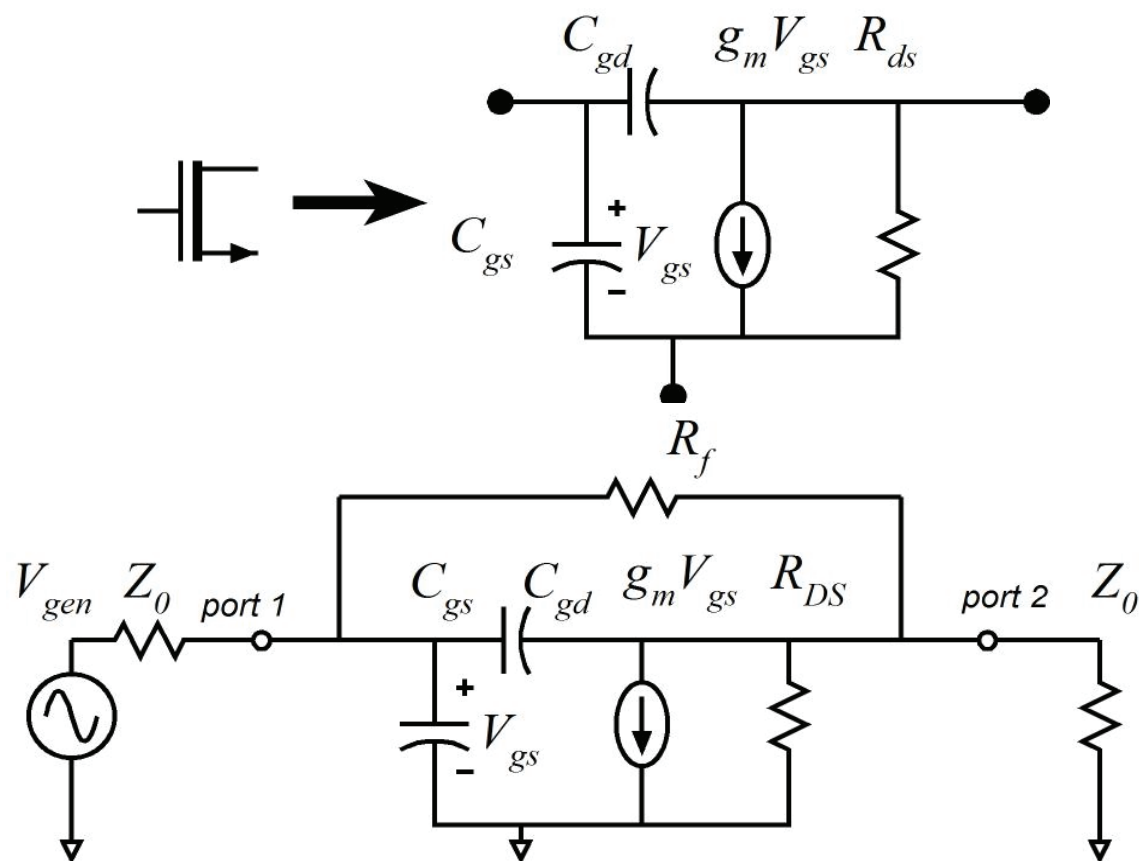 C_gd g_m V_gs R_ds
+
C_gs V_gs
−
R_f
V_gen Z_0 port 1 C_gs C_gd g_m V_gs R_DS port 2 Z_0
+
V_gs
−